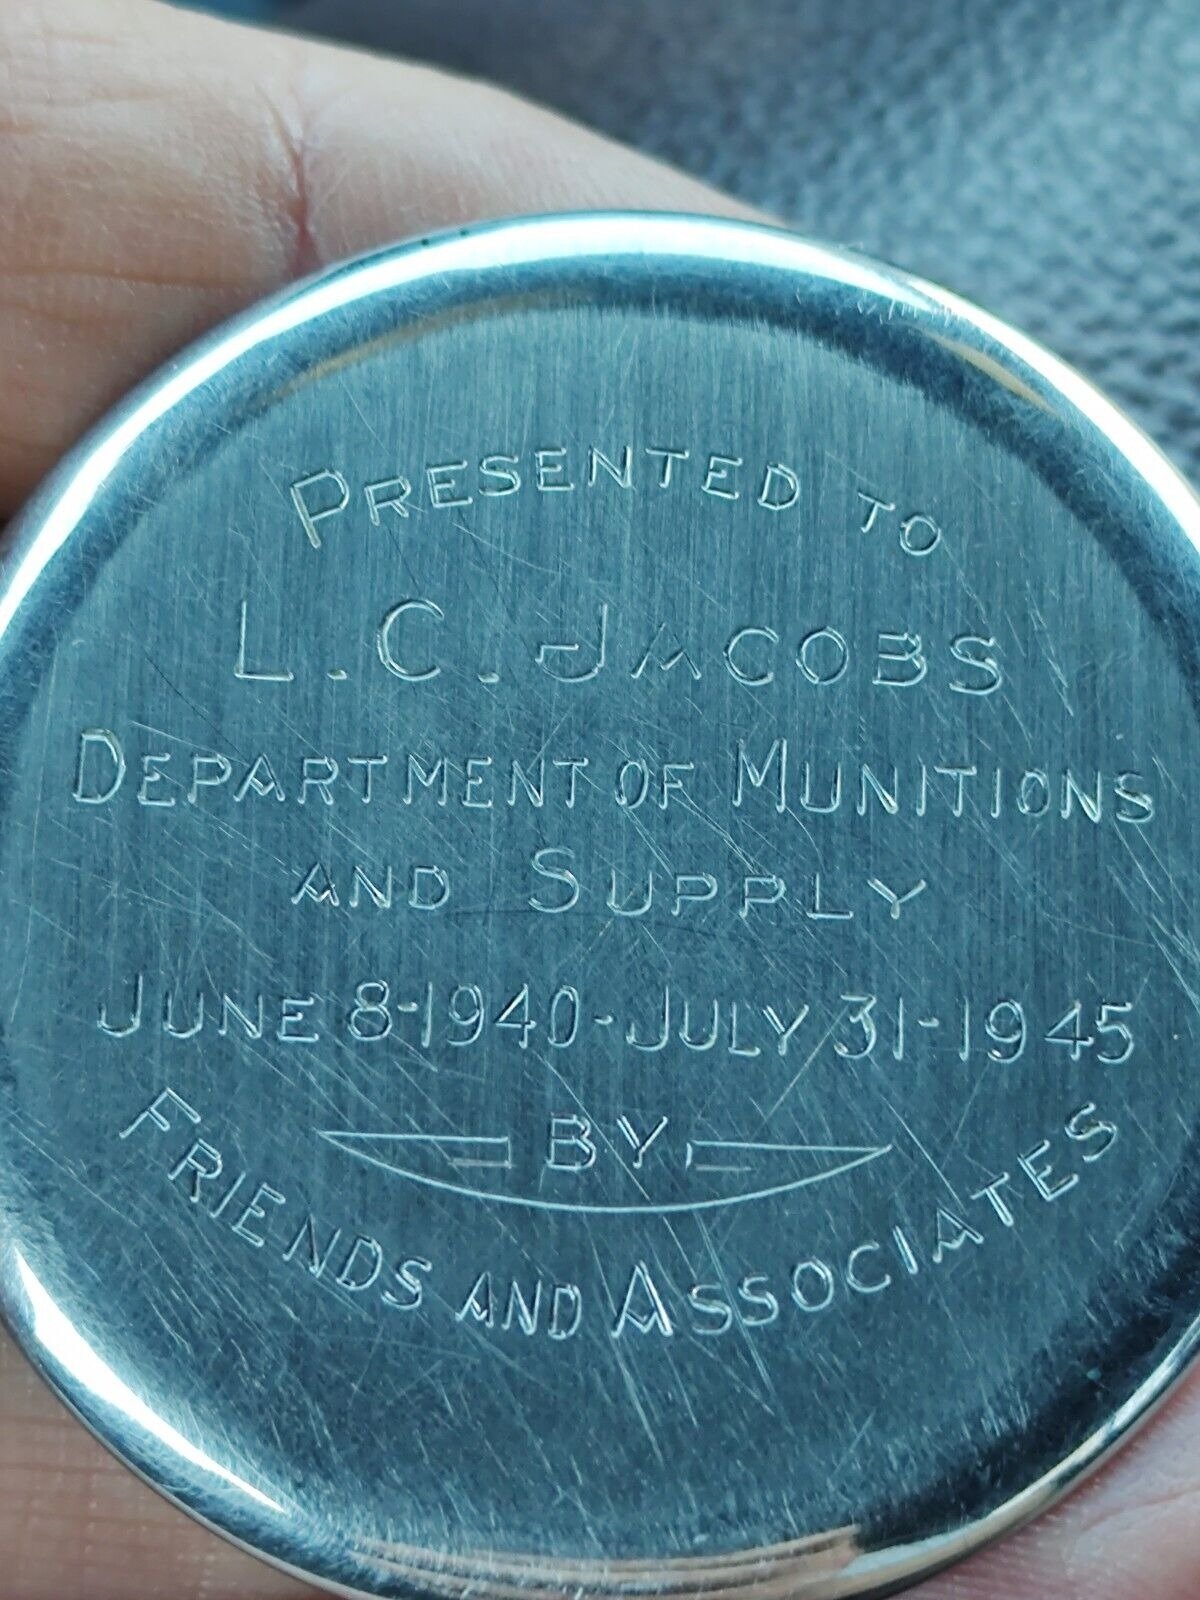 PRESENTED TO
L. C. JACOBS
DEPARTMENT OF MUNITIONS
AND SUPPLY
JUNE 8-1940-JULY 31-1945
BY
FRIENDS AND ASSOCIATES